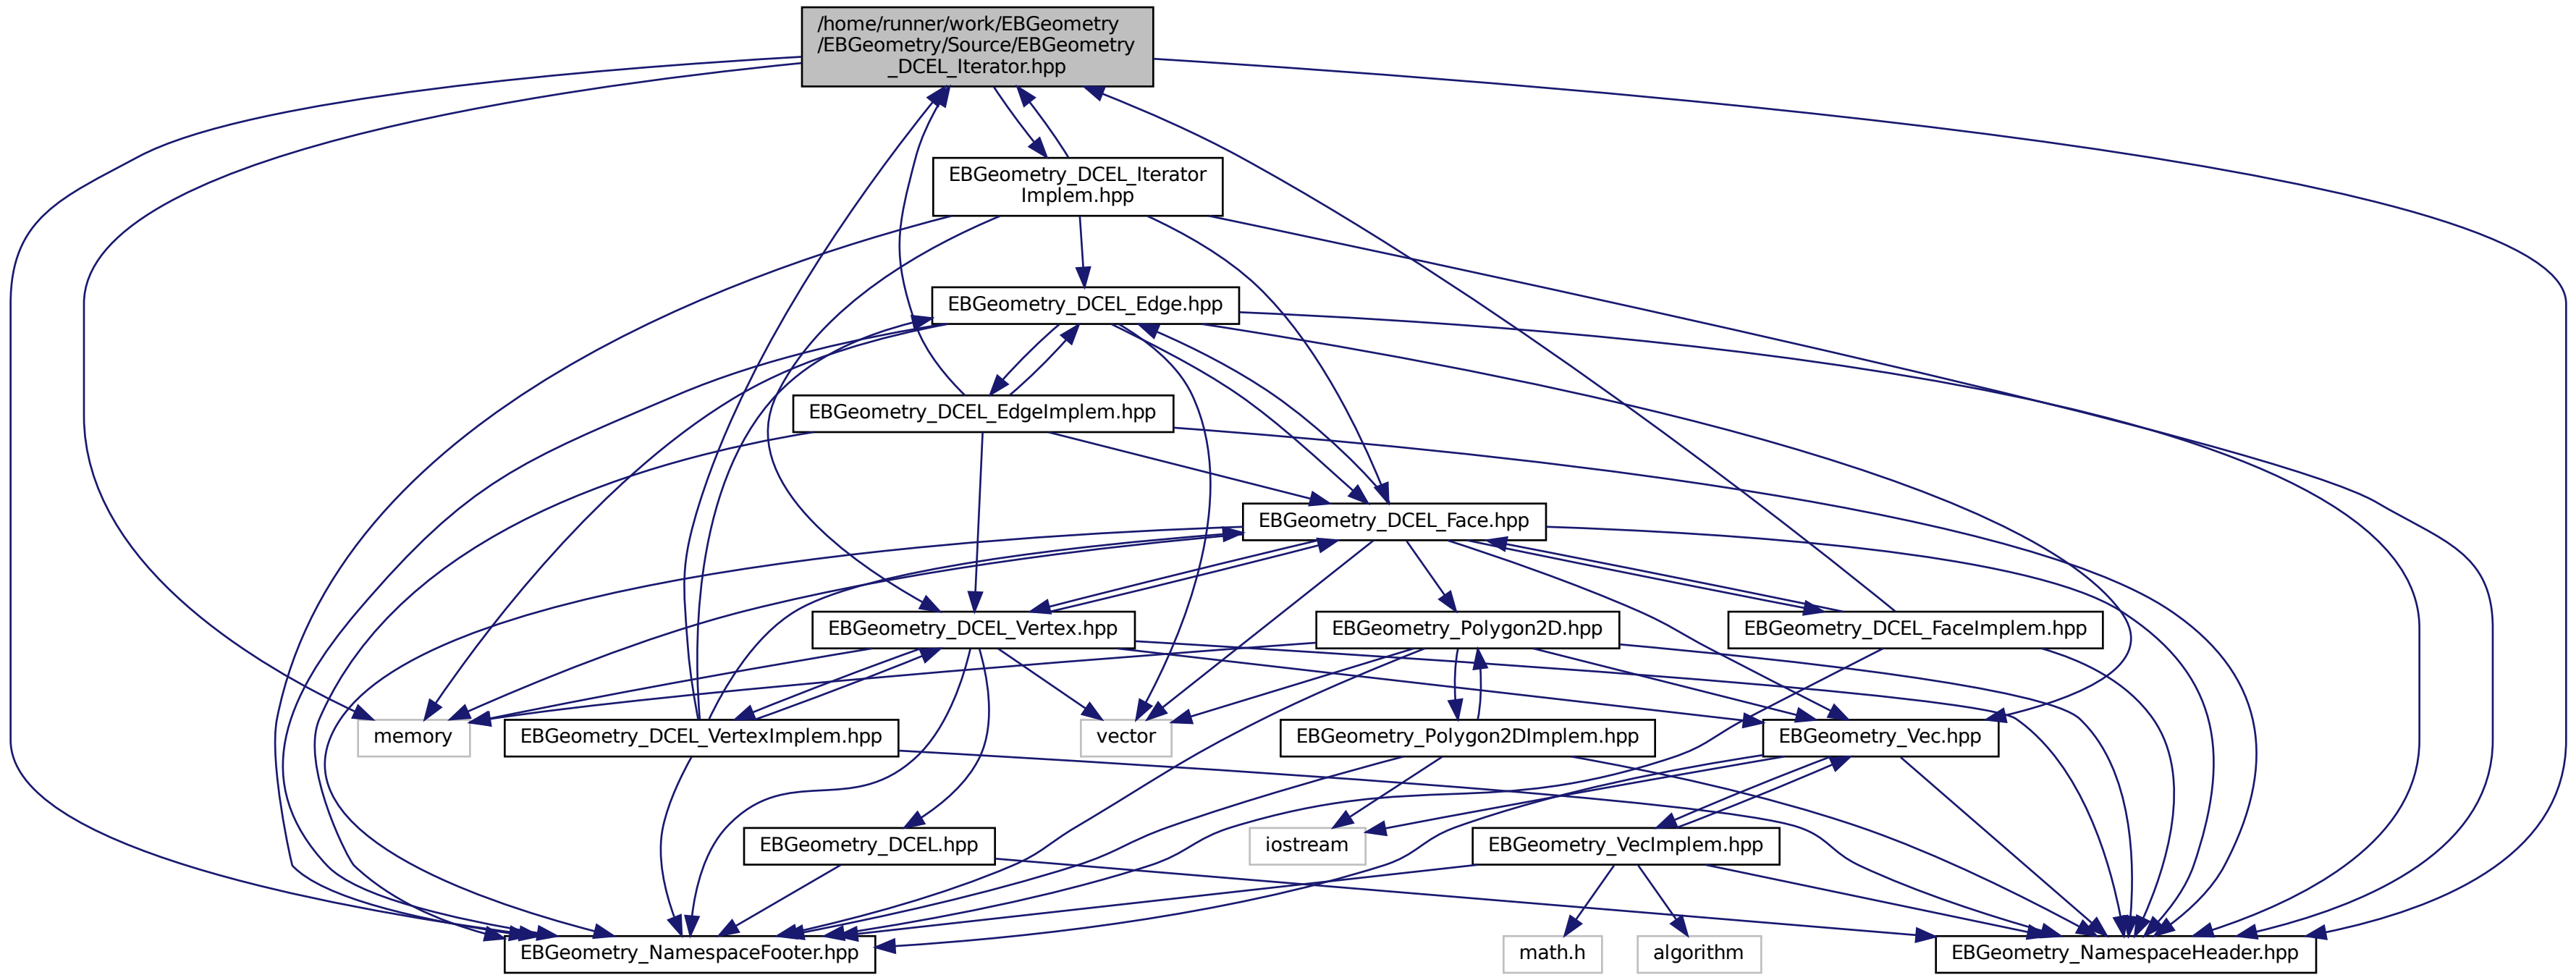 /home/runner/work/EBGeometry
/EBGeometry/Source/EBGeometry
_DCEL_Iterator.hpp
EBGeometry_DCEL_Iterator
Implem.hpp
EBGeometry_DCEL_Edge.hpp
EBGeometry_DCEL_EdgeImplem.hpp
EBGeometry_DCEL_Face.hpp
EBGeometry_DCEL_Vertex.hpp
EBGeometry_Polygon2D.hpp
EBGeometry_DCEL_FaceImplem.hpp
memory
EBGeometry_DCEL_VertexImplem.hpp
vector
EBGeometry_Polygon2DImplem.hpp
EBGeometry_Vec.hpp
EBGeometry_DCEL.hpp
iostream
EBGeometry_VecImplem.hpp
EBGeometry_NamespaceFooter.hpp
math.h
algorithm
EBGeometry_NamespaceHeader.hpp